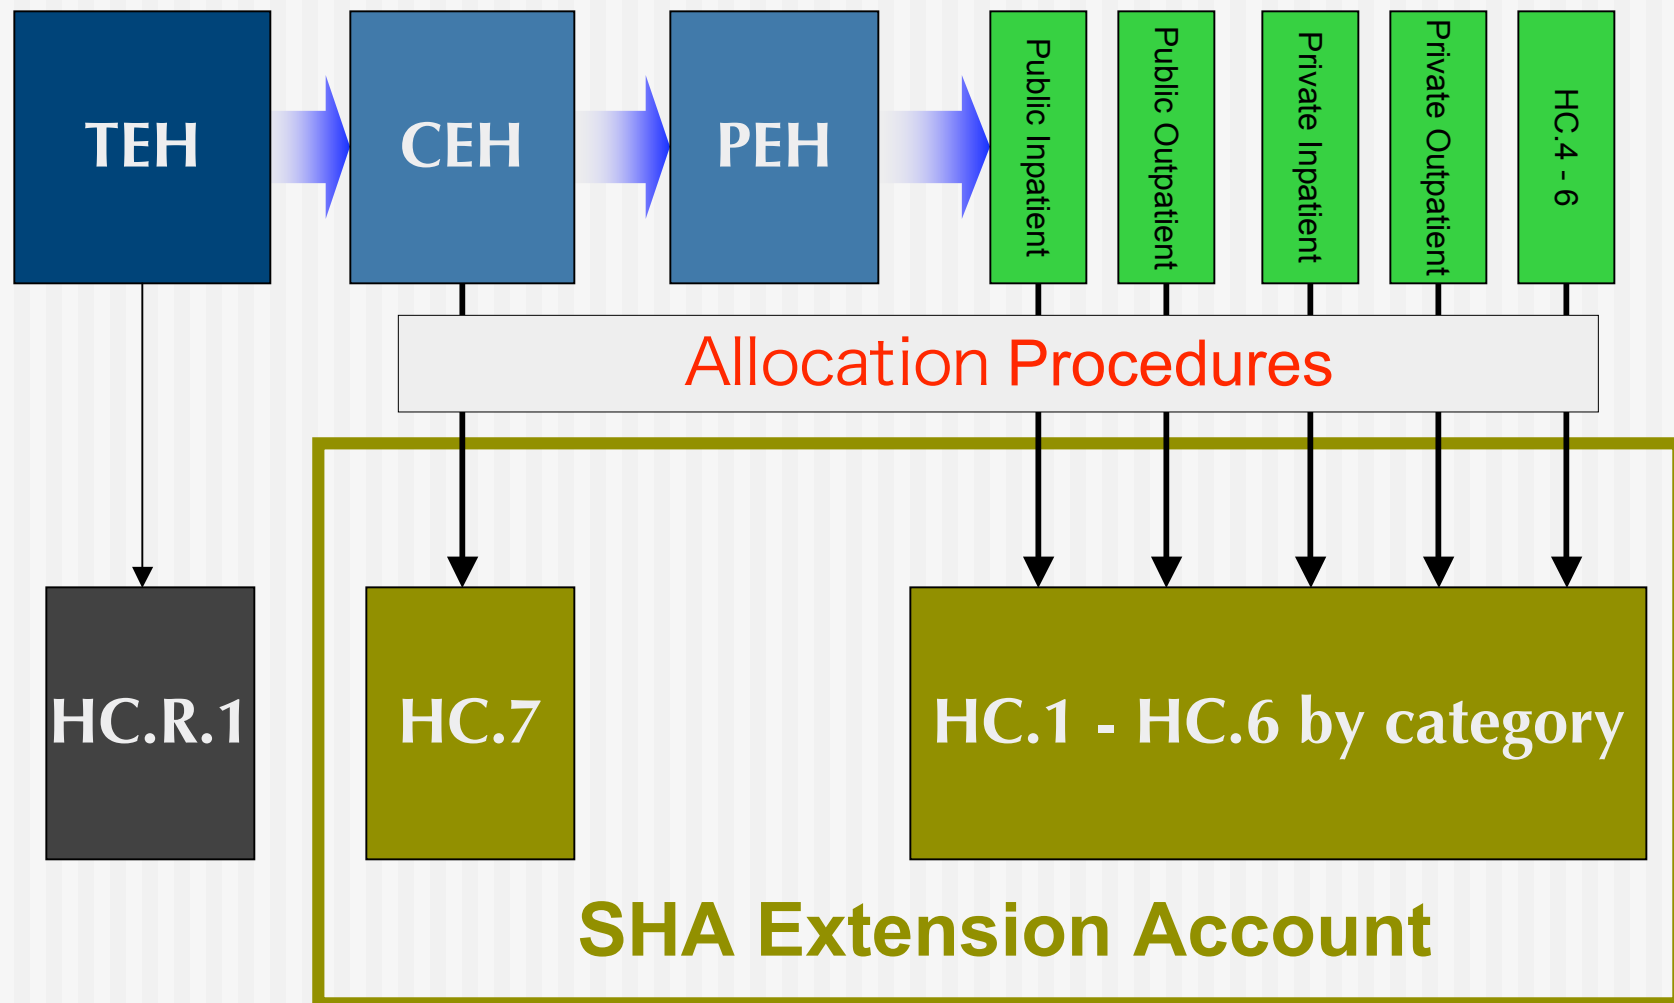 TEH
CEH
PEH
Public Inpatient
Public Outpatient
Private Inpatient
Private Outpatient
HC.4 - 6
Allocation Procedures
HC.R.1
HC.7
HC.1 - HC.6 by category
SHA Extension Account